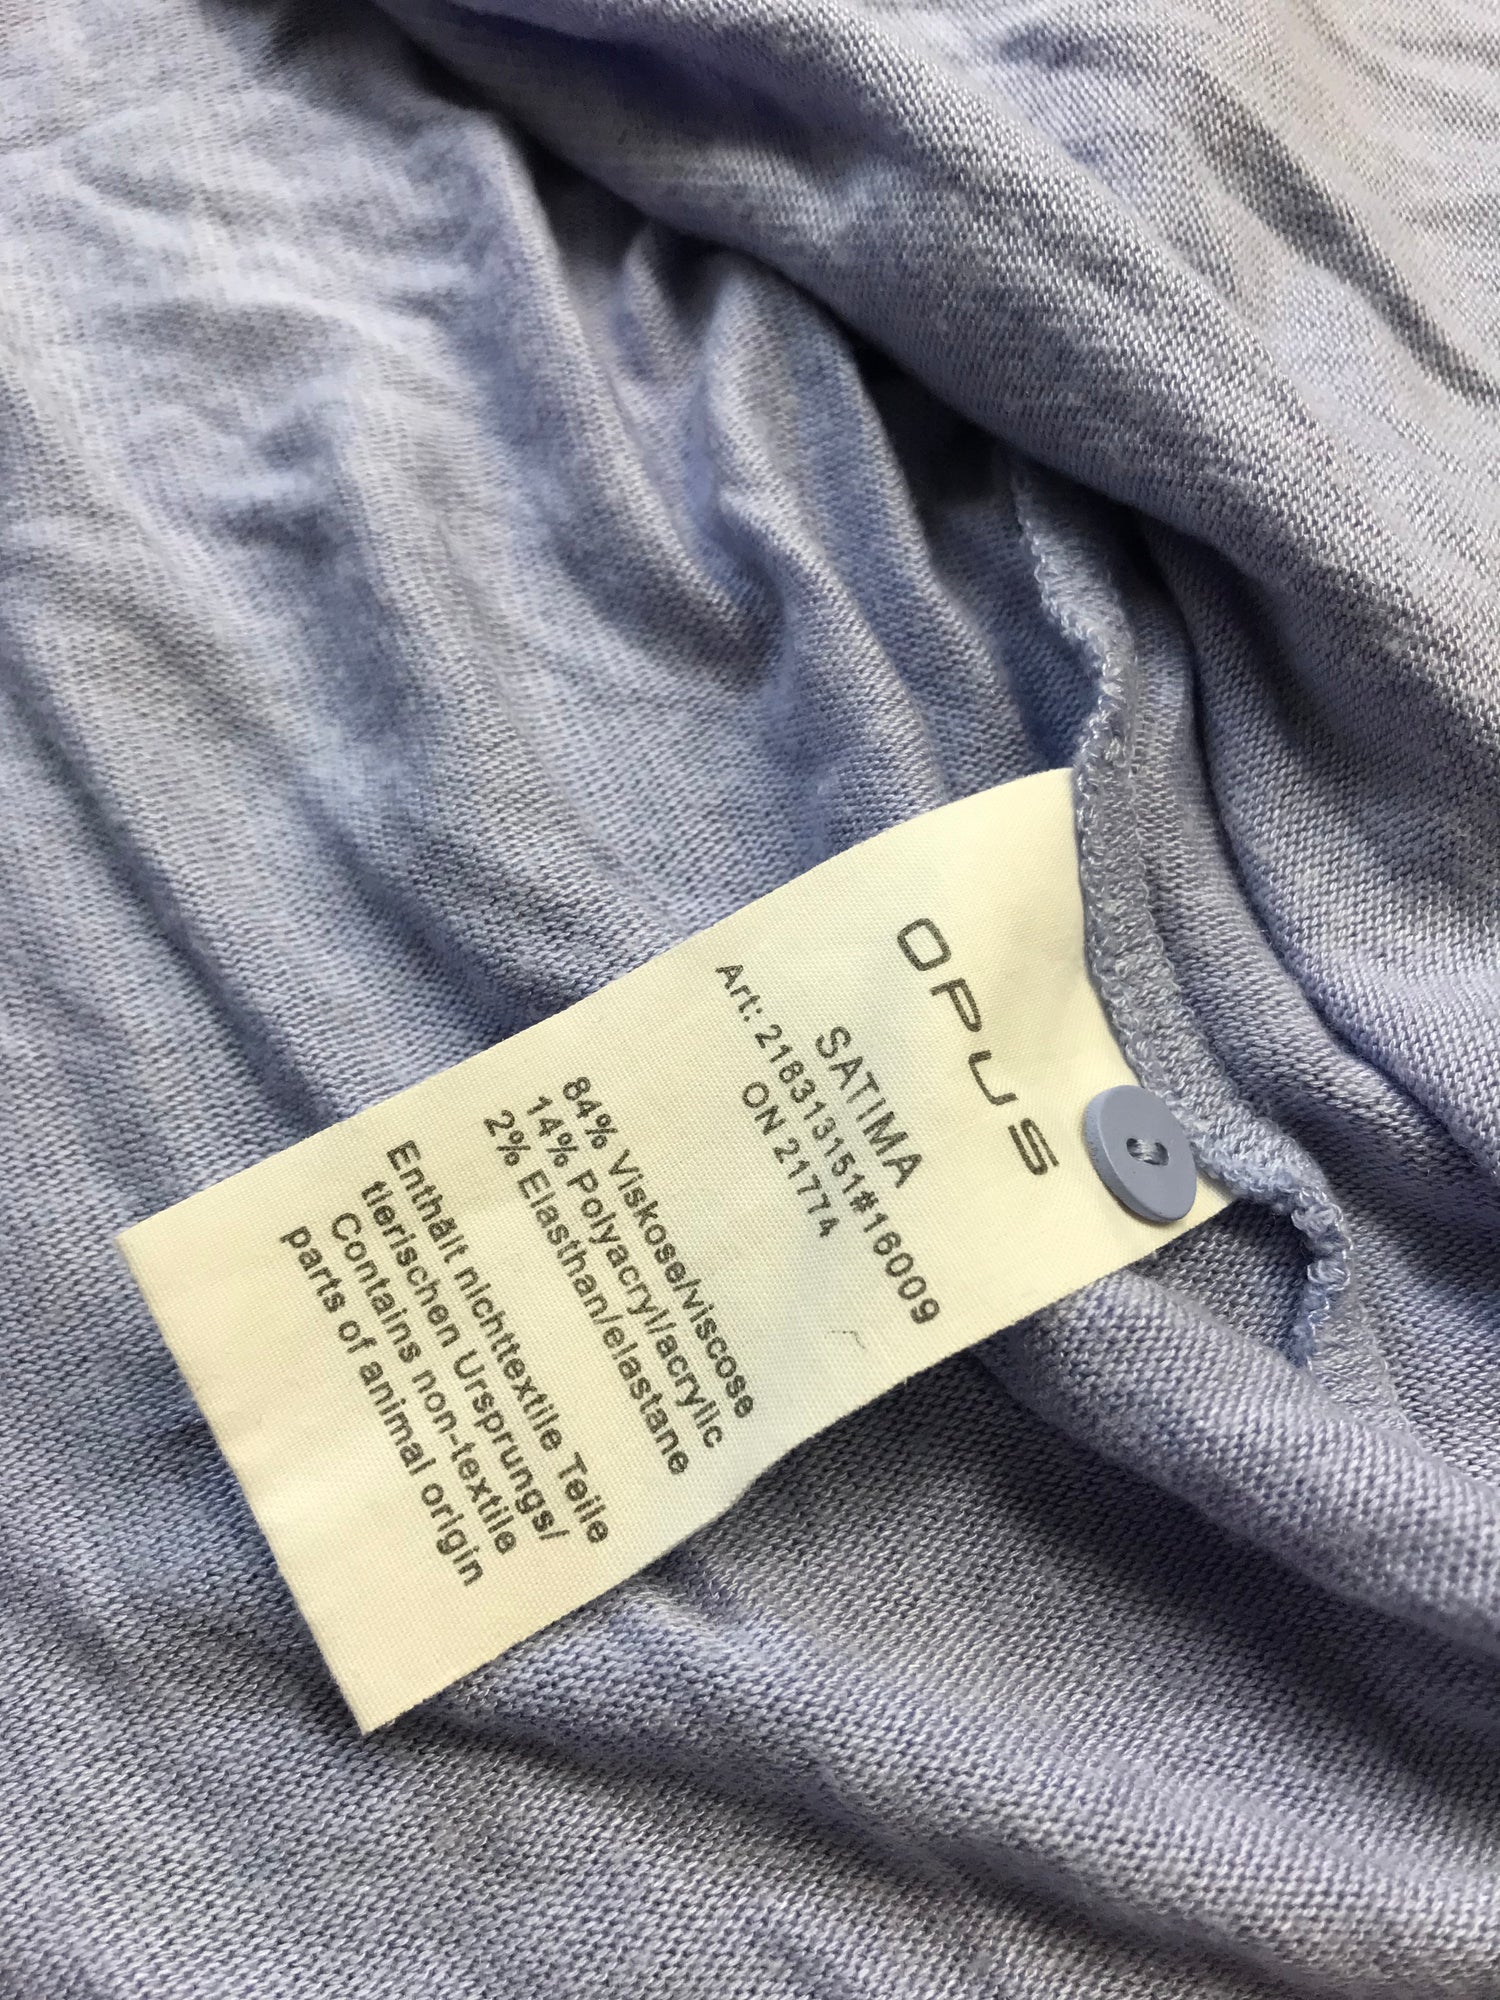 OPUS
SATIMA
Art: 218313151#16009
ON 21774
84% Viskose/viscose
14% Polyacryl/acrylic
2% Elasthan/elastane
Enthält nichttextile Teile
tierischen Ursprungs/
Contains non-textile
parts of animal origin